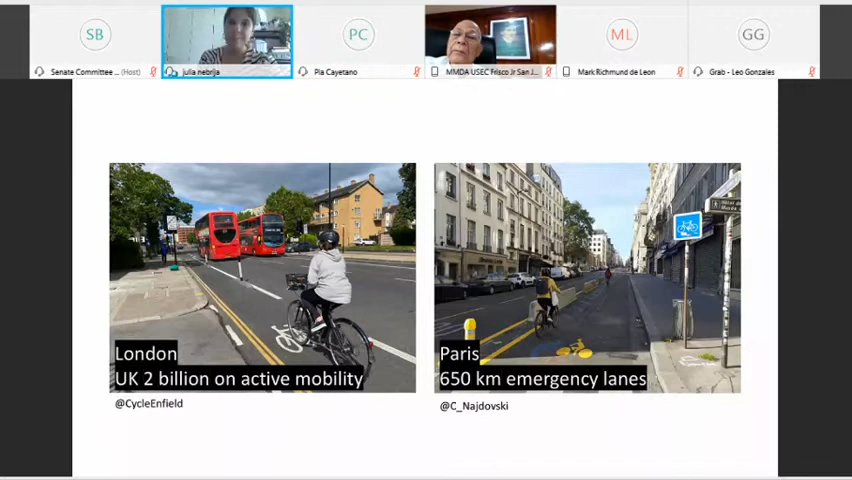 SB
PC
ML
GG
Senate Committee ... (Host)
julia nebrija
Pia Cayetano
MMDA USEC Frisco Jr San J...
Mark Richmund de Leon
Grab - Leo Gonzales
London
UK 2 billion on active mobility
@CycleEnfield
Paris
650 km emergency lanes
@C_Najdovski